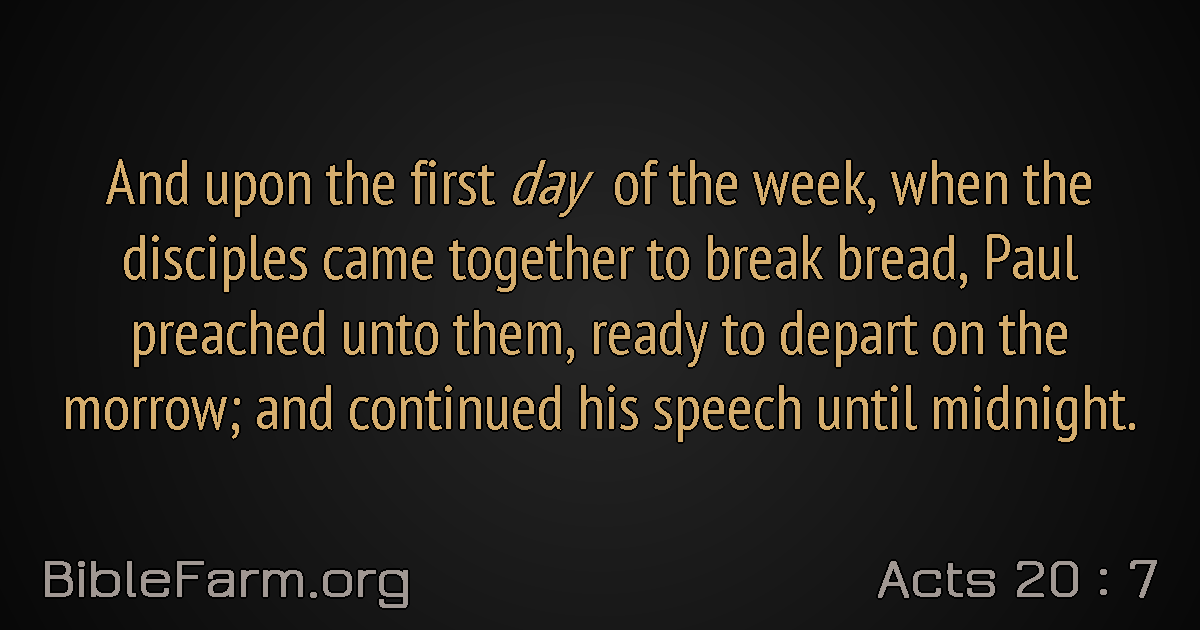 And upon the first day of the week, when the
disciples came together to break bread, Paul
preached unto them, ready to depart on the
morrow; and continued his speech until midnight.
BibleFarm.org
Acts 20 : 7